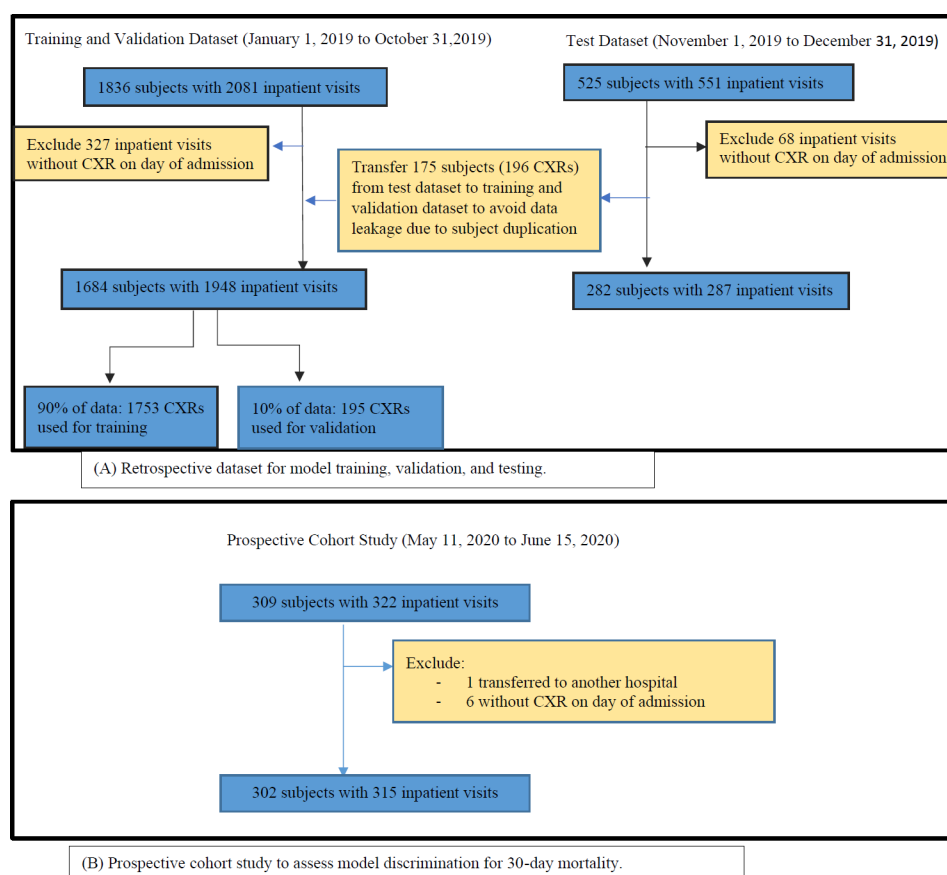 Training and Validation Dataset (January 1, 2019 to October 31,2019)
Test Dataset (November 1, 2019 to December 31, 2019)
1836 subjects with 2081 inpatient visits
525 subjects with 551 inpatient visits
Exclude 327 inpatient visits
without CXR on day of admission
Exclude 68 inpatient visits
without CXR on day of admission
Transfer 175 subjects (196 CXRs)
from test dataset to training and
validation dataset to avoid data
leakage due to subject duplication
1684 subjects with 1948 inpatient visits
282 subjects with 287 inpatient visits
90% of data: 1753 CXRs
used for training
10% of data: 195 CXRs
used for validation
(A) Retrospective dataset for model training, validation, and testing.
Prospective Cohort Study (May 11, 2020 to June 15, 2020)
309 subjects with 322 inpatient visits
Exclude:
- 1 transferred to another hospital
- 6 without CXR on day of admission
302 subjects with 315 inpatient visits
(B) Prospective cohort study to assess model discrimination for 30-day mortality.